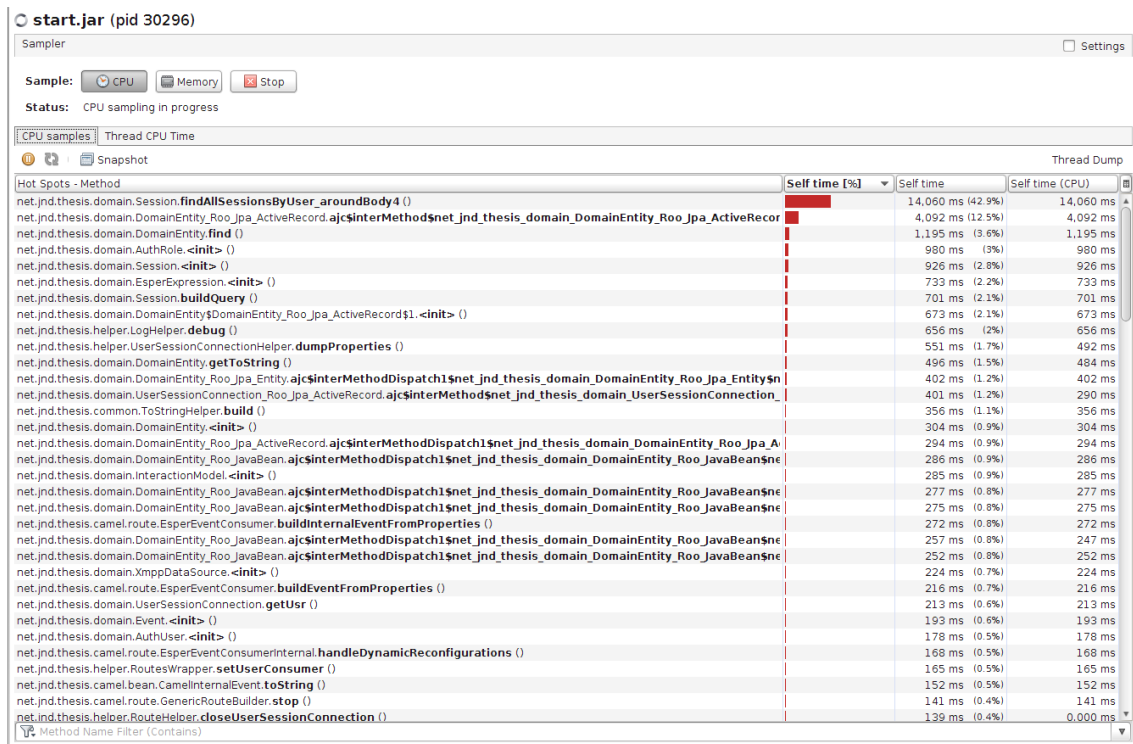 start.jar (pid 30296)
Sampler
Settings
Sample: CPU Memory Stop
Status: CPU sampling in progress
CPU samples Thread CPU Time
Snapshot Thread Dump
Hot Spots - Method Self time [%] Self time Self time (CPU)
net.jnd.thesis.domain.Session.findAllSessionsByUser_aroundBody4 () 14,060 ms (42.9%) 14,060 ms
net.jnd.thesis.domain.DomainEntity_Roo_Jpa_ActiveRecord.ajc$interMethod$net_jnd_thesis_domain_DomainEntity_Roo_Jpa_ActiveRecor 4,092 ms (12.5%) 4,092 ms
net.jnd.thesis.domain.DomainEntity.find () 1,195 ms (3.6%) 1,195 ms
net.jnd.thesis.domain.AuthRole.<init> () 980 ms (3%) 980 ms
net.jnd.thesis.domain.Session.<init> () 926 ms (2.8%) 926 ms
net.jnd.thesis.domain.EsperExpression.<init> () 733 ms (2.2%) 733 ms
net.jnd.thesis.domain.Session.buildQuery () 701 ms (2.1%) 701 ms
net.jnd.thesis.domain.DomainEntity$DomainEntity_Roo_Jpa_ActiveRecord$1.<init> () 673 ms (2.1%) 673 ms
net.jnd.thesis.helper.LogHelper.debug () 656 ms (2%) 656 ms
net.jnd.thesis.helper.UserSessionConnectionHelper.dumpProperties () 551 ms (1.7%) 492 ms
net.jnd.thesis.domain.DomainEntity.getToString () 496 ms (1.5%) 484 ms
net.jnd.thesis.domain.DomainEntity_Roo_Jpa_Entity.ajc$interMethodDispatch1$net_jnd_thesis_domain_DomainEntity_Roo_Jpa_Entity$n 402 ms (1.2%) 402 ms
net.jnd.thesis.domain.UserSessionConnection_Roo_Jpa_ActiveRecord.ajc$interMethod$net_jnd_thesis_domain_UserSessionConnection_ 401 ms (1.2%) 290 ms
net.jnd.thesis.common.ToStringHelper.build () 356 ms (1.1%) 356 ms
net.jnd.thesis.domain.DomainEntity.<init> () 304 ms (0.9%) 304 ms
net.jnd.thesis.domain.DomainEntity_Roo_Jpa_ActiveRecord.ajc$interMethodDispatch1$net_jnd_thesis_domain_DomainEntity_Roo_Jpa_A 294 ms (0.9%) 294 ms
net.jnd.thesis.domain.DomainEntity_Roo_JavaBean.ajc$interMethodDispatch1$net_jnd_thesis_domain_DomainEntity_Roo_JavaBean$ne 286 ms (0.9%) 286 ms
net.jnd.thesis.domain.InteractionModel.<init> () 285 ms (0.9%) 285 ms
net.jnd.thesis.domain.DomainEntity_Roo_JavaBean.ajc$interMethodDispatch1$net_jnd_thesis_domain_DomainEntity_Roo_JavaBean$ne 277 ms (0.8%) 277 ms
net.jnd.thesis.domain.DomainEntity_Roo_JavaBean.ajc$interMethodDispatch1$net_jnd_thesis_domain_DomainEntity_Roo_JavaBean$ne 275 ms (0.8%) 275 ms
net.jnd.thesis.camel.route.EsperEventConsumer.buildInternalEventFromProperties () 272 ms (0.8%) 272 ms
net.jnd.thesis.domain.DomainEntity_Roo_JavaBean.ajc$interMethodDispatch1$net_jnd_thesis_domain_DomainEntity_Roo_JavaBean$ne 257 ms (0.8%) 247 ms
net.jnd.thesis.domain.DomainEntity_Roo_JavaBean.ajc$interMethodDispatch1$net_jnd_thesis_domain_DomainEntity_Roo_JavaBean$ne 252 ms (0.8%) 252 ms
net.jnd.thesis.domain.XmppDataSource.<init> () 224 ms (0.7%) 224 ms
net.jnd.thesis.camel.route.EsperEventConsumer.buildEventFromProperties () 216 ms (0.7%) 216 ms
net.jnd.thesis.domain.UserSessionConnection.getUsr () 213 ms (0.6%) 213 ms
net.jnd.thesis.domain.Event.<init> () 193 ms (0.6%) 193 ms
net.jnd.thesis.domain.AuthUser.<init> () 178 ms (0.5%) 178 ms
net.jnd.thesis.camel.route.EsperEventConsumerInternal.handleDynamicReconfigurations () 168 ms (0.5%) 168 ms
net.jnd.thesis.helper.RoutesWrapper.setUserConsumer () 165 ms (0.5%) 165 ms
net.jnd.thesis.camel.bean.CamelInternalEvent.toString () 152 ms (0.5%) 152 ms
net.jnd.thesis.camel.route.GenericRouteBuilder.stop () 141 ms (0.4%) 141 ms
net.jnd.thesis.helper.RouteHelper.closeUserSessionConnection () 139 ms (0.4%) 0.000 ms
Method Name Filter (Contains)